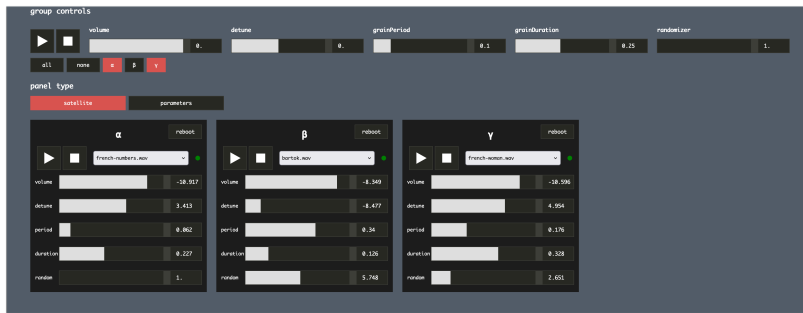 group controls
volume detune grainPeriod grainDuration randomizer
0. 0. 0.1 0.25 1.
all none α β γ
panel type
satellite parameters
α reboot β reboot γ reboot
french-numbers.wav bartok.wav french-woman.wav
volume -10.917 volume -8.349 volume -10.596
detune 3.413 detune -8.477 detune 4.954
period 0.062 period 0.34 period 0.176
duration 0.227 duration 0.126 duration 0.328
random 1. random 5.748 random 2.651